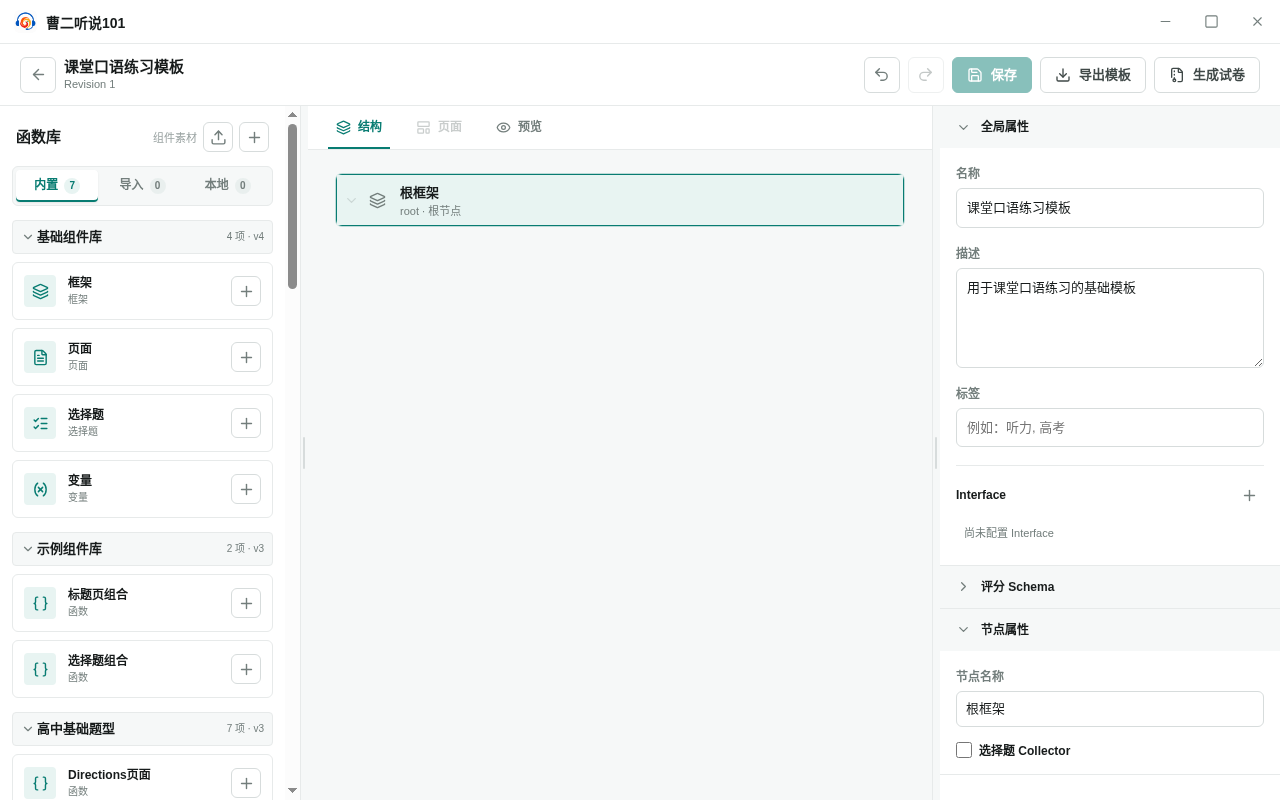 曹二听说101
课堂口语练习模板
Revision 1
保存
导出模板
生成试卷
函数库
组件素材
内置 7
导入 0
本地 0
基础组件库
4 项 · v4
框架
框架
页面
页面
选择题
选择题
变量
变量
示例组件库
2 项 · v3
标题页组合
函数
选择题组合
函数
高中基础题型
7 项 · v3
Directions页面
函数
结构
页面
预览
根框架
root · 根节点
全局属性
名称
课堂口语练习模板
描述
用于课堂口语练习的基础模板
标签
例如：听力, 高考
Interface
尚未配置 Interface
评分 Schema
节点属性
节点名称
根框架
选择题 Collector